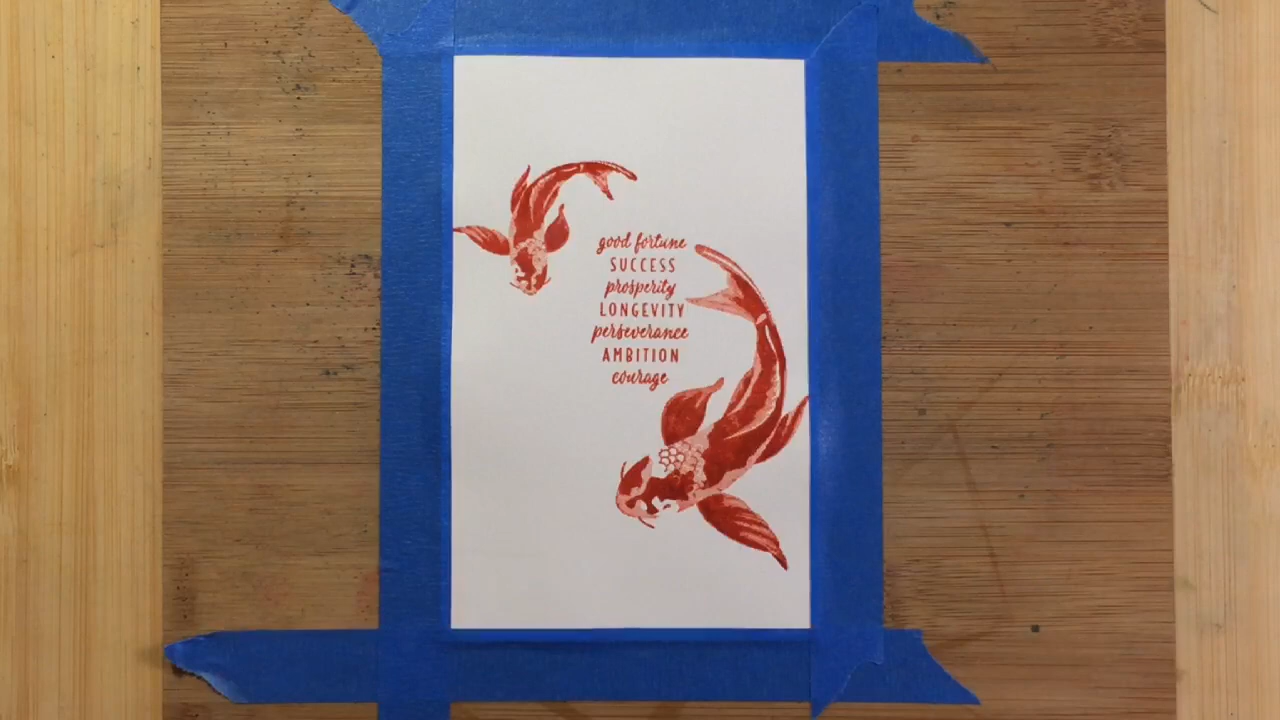 good fortune
SUCCESS
prosperity
LONGEVITY
perseverance
AMBITION
courage